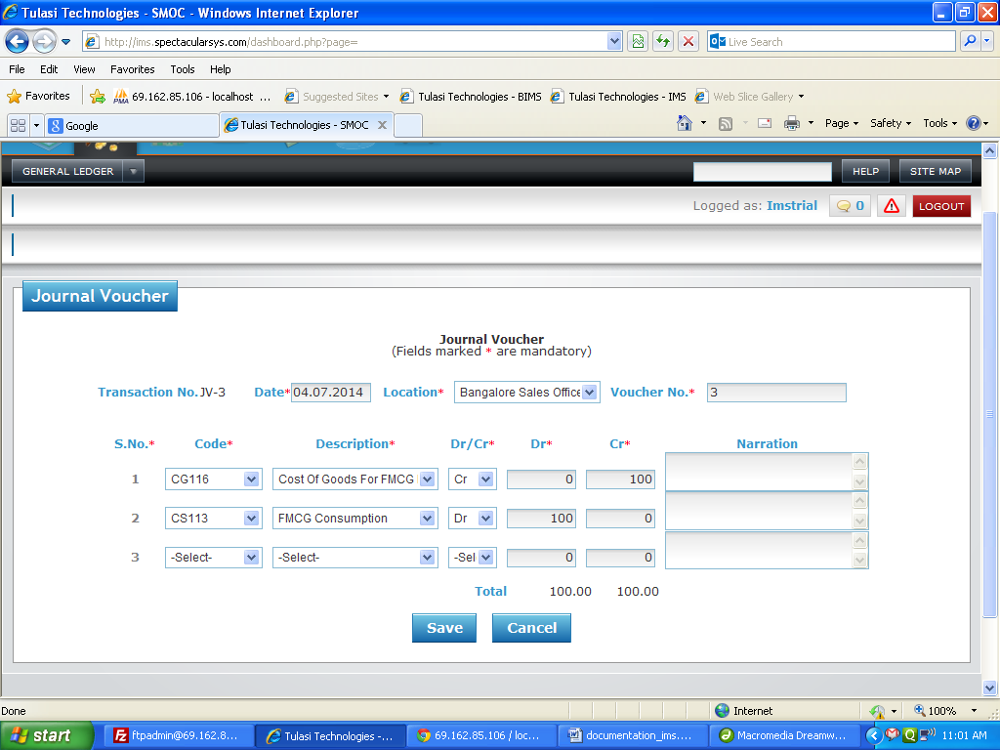 Tulasi Technologies - SMOC - Windows Internet Explorer
http://ims.spectacularsys.com/dashboard.php?page=
Live Search
File Edit View Favorites Tools Help
Favorites PMA 69.162.85.106 - localhost ... Suggested Sites Tulasi Technologies - BIMS Tulasi Technologies - IMS Web Slice Gallery
Google Tulasi Technologies - SMOC Page Safety Tools
GENERAL LEDGER HELP SITE MAP
Logged as: Imstrial 0 LOGOUT
Journal Voucher
Journal Voucher
(Fields marked * are mandatory)
Transaction No. JV-3 Date* 04.07.2014 Location* Bangalore Sales Office Voucher No.* 3
S.No.* Code* Description* Dr/Cr* Dr* Cr* Narration
1 CG116 Cost Of Goods For FMCG Cr 0 100
2 CS113 FMCG Consumption Dr 100 0
3 -Select- -Select- -Sel 0 0
Total 100.00 100.00
Save Cancel
Done Internet 100%
start ftpadmin@69.162.8... Tulasi Technologies -... 69.162.85.106 / loc... documentation_ims.... Macromedia Dreamw... 11:01 AM